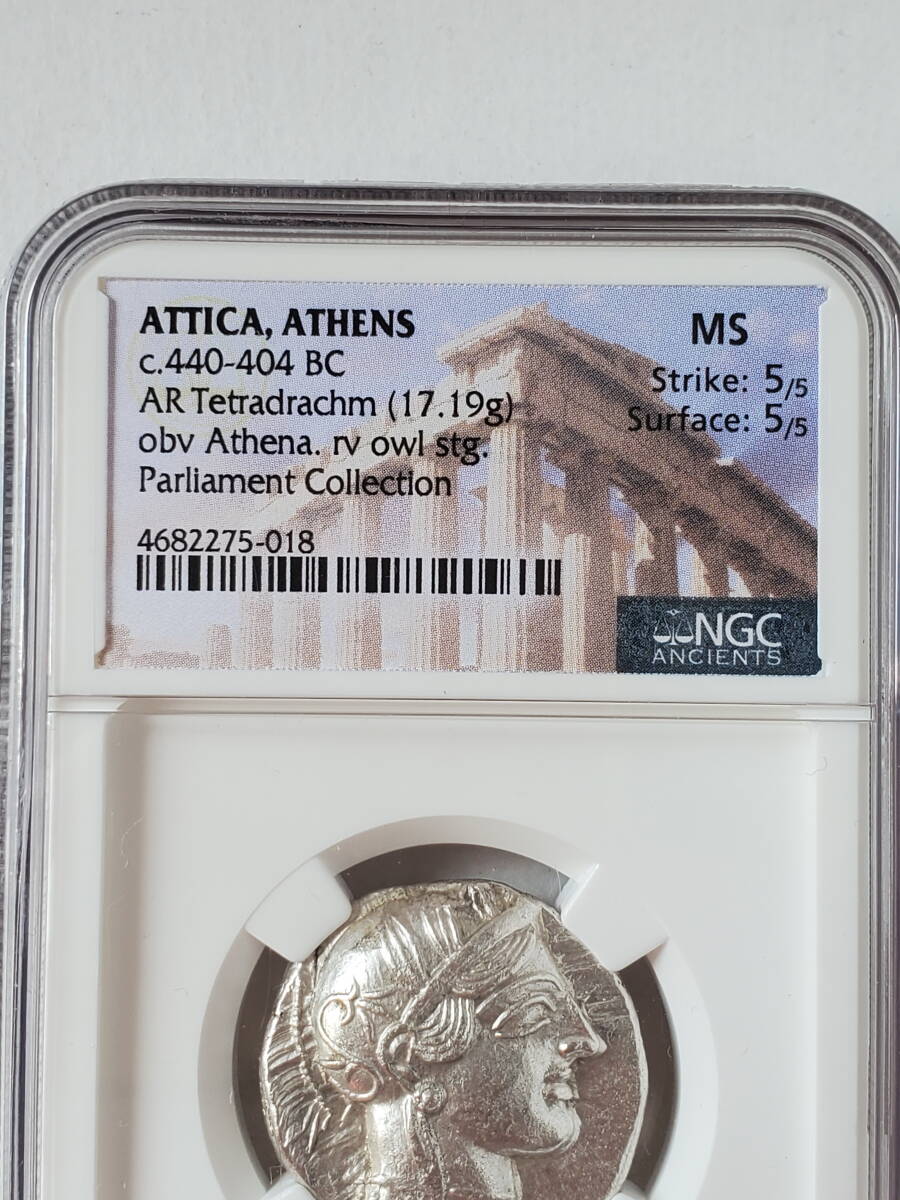 ATTICA, ATHENS
c.440-404 BC
AR Tetradrachm (17.19g)
obv Athena. rv owl stg.
Parliament Collection
4682275-018
MS
Strike: 5/5
Surface: 5/5
NGC
ANCIENTS